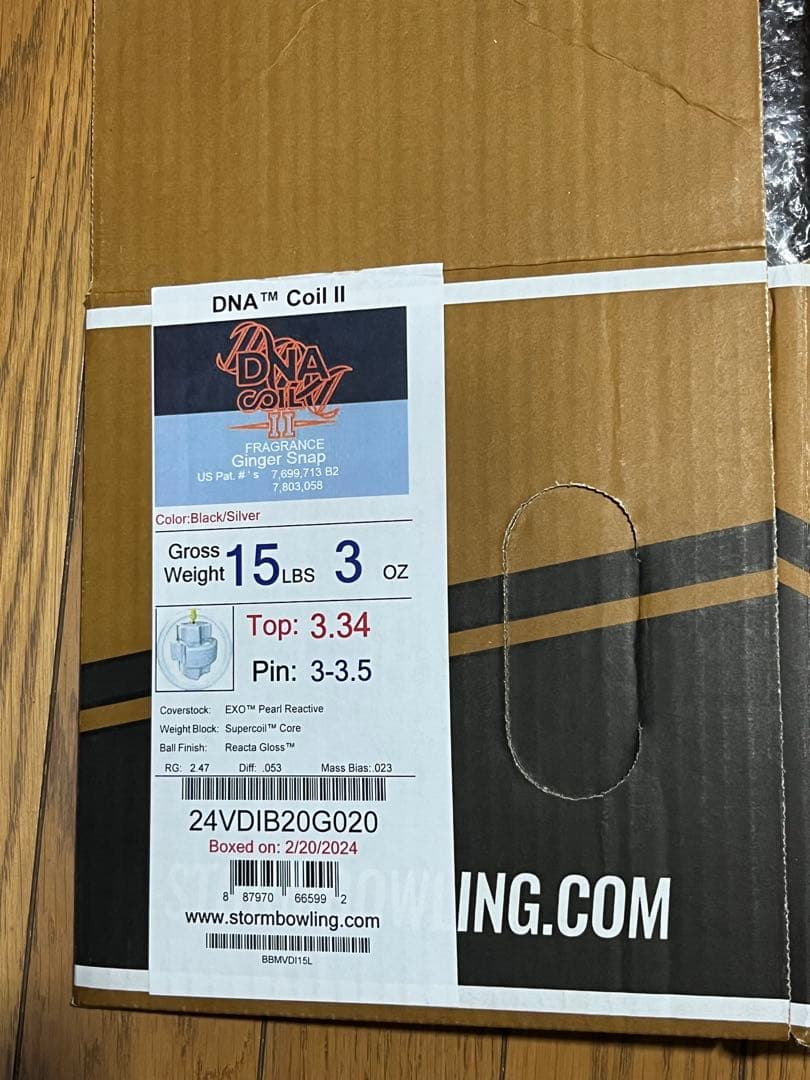 DNA™ Coil II
DNA
COIL
II
FRAGRANCE
Ginger Snap
US Pat. #'s 7,699,713 B2
7,803,058
Color:Black/Silver
Gross Weight 15 LBS 3 OZ
Top: 3.34
Pin: 3-3.5
Coverstock: EXO™ Pearl Reactive
Weight Block: Supercoil™ Core
Ball Finish: Reacta Gloss™
RG: 2.47 Diff: .053 Mass Bias:.023
24VDIB20G020
Boxed on: 2/20/2024
8 87970 66599 2
www.stormbowling.com
BBMVDI15L
STORMBOWLING.COM